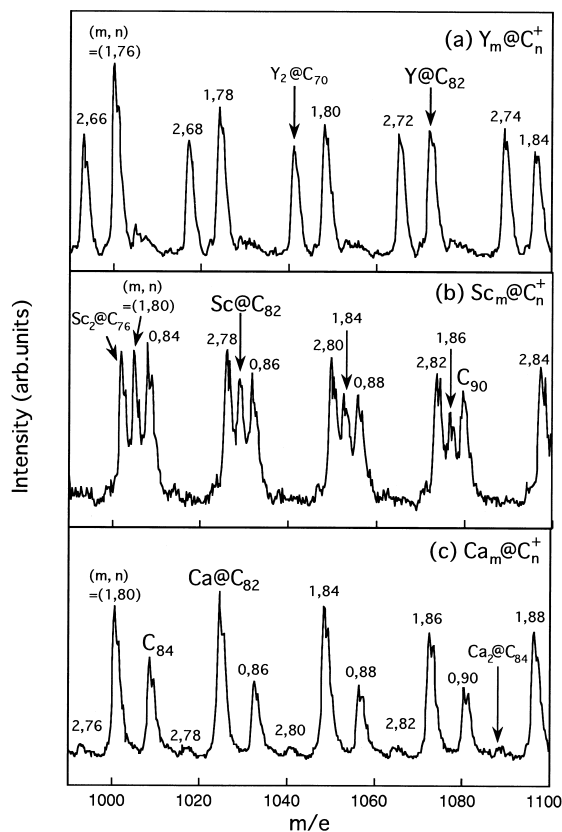 (a) Yₘ@Cₙ⁺
(m, n)
=(1,76)
2,66
2,68
1,78
Y₂@C₇₀
1,80
2,72
Y@C₈₂
2,74
1,84
(b) Scₘ@Cₙ⁺
(m, n)
=(1,80)
Sc₂@C₇₆
0,84
2,78
Sc@C₈₂
0,86
2,80
1,84
0,88
2,82
1,86
C₉₀
2,84
(c) Caₘ@Cₙ⁺
(m, n)
=(1,80)
2,76
C₈₄
2,78
Ca@C₈₂
0,86
2,80
1,84
0,88
2,82
1,86
0,90
Ca₂@C₈₄
1,88
Intensity (arb.units)
1000 1020 1040 1060 1080 1100
m/e